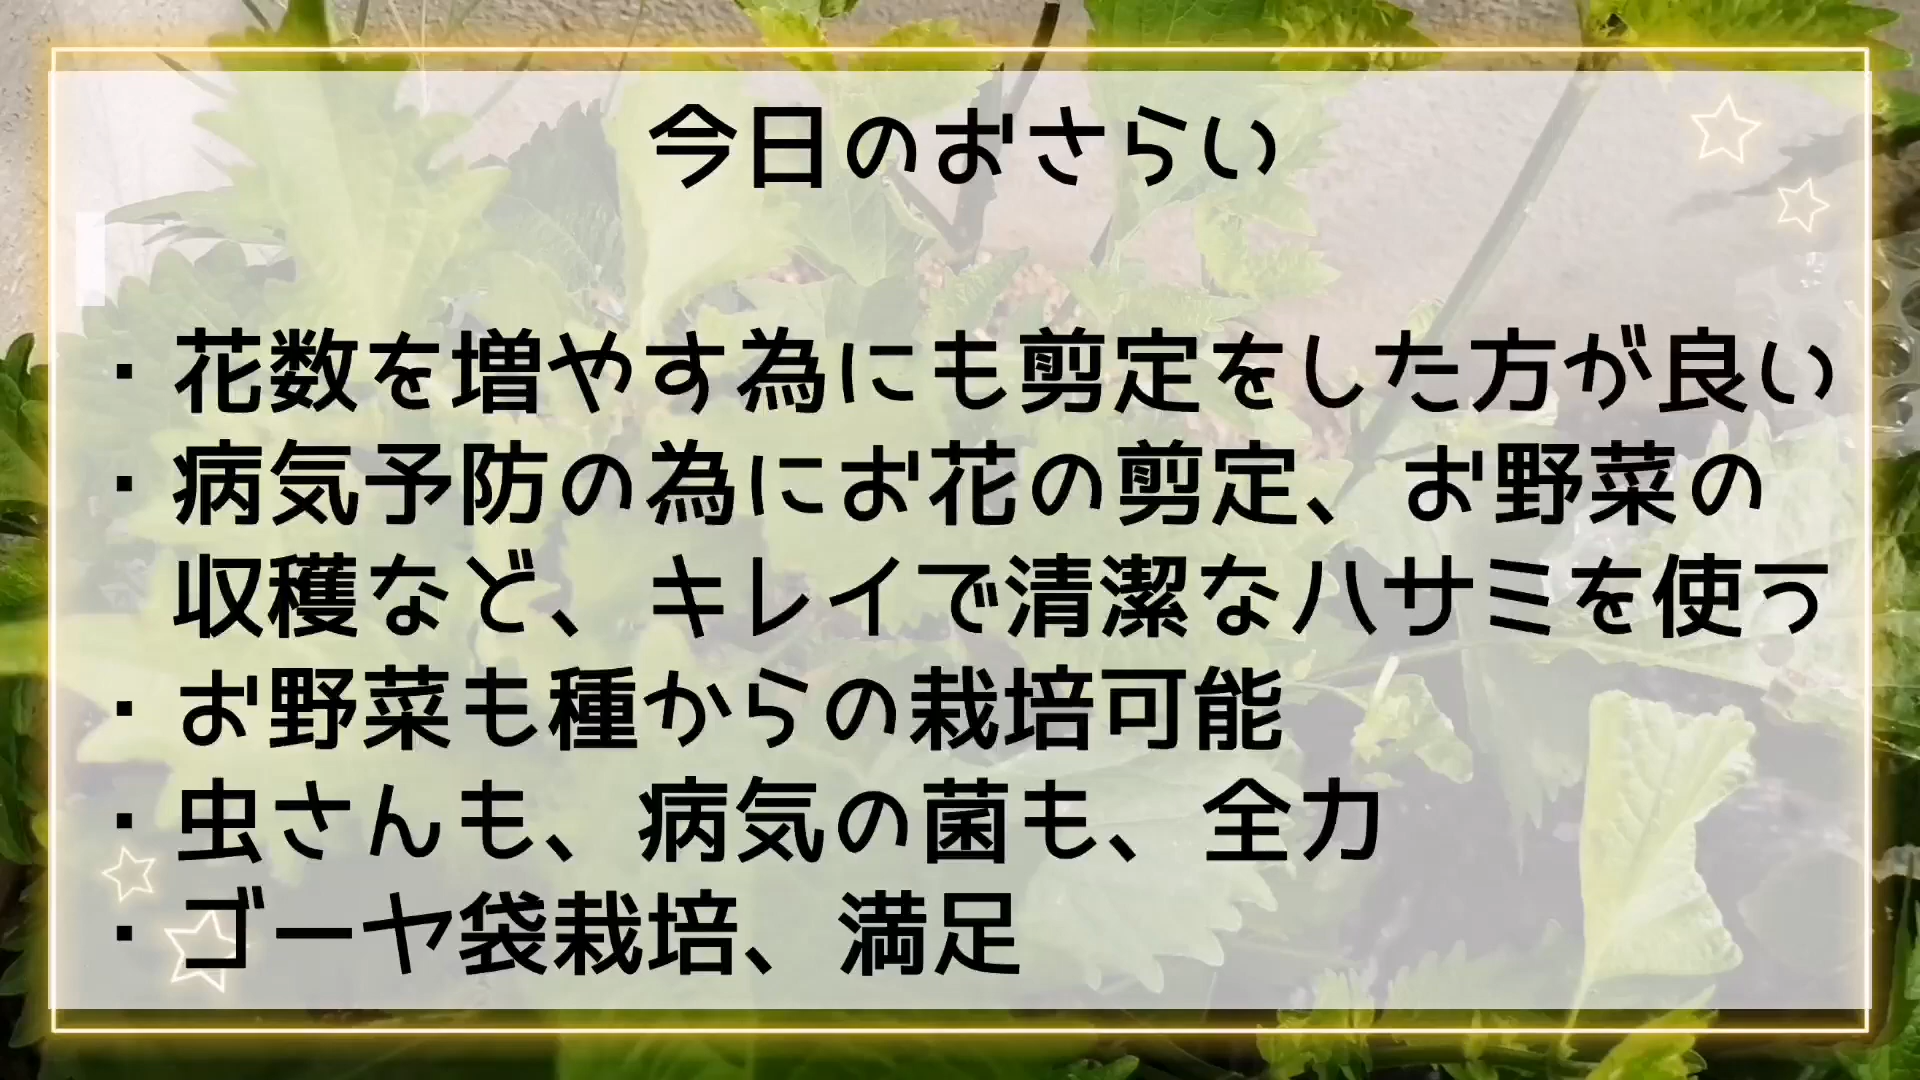 今日のおさらい
・花数を増やす為にも剪定をした方が良い
・病気予防の為にお花の剪定、お野菜の
収穫など、キレイで清潔なハサミを使う
・お野菜も種からの栽培可能
・虫さんも、病気の菌も、全力
・ゴーヤ袋栽培、満足